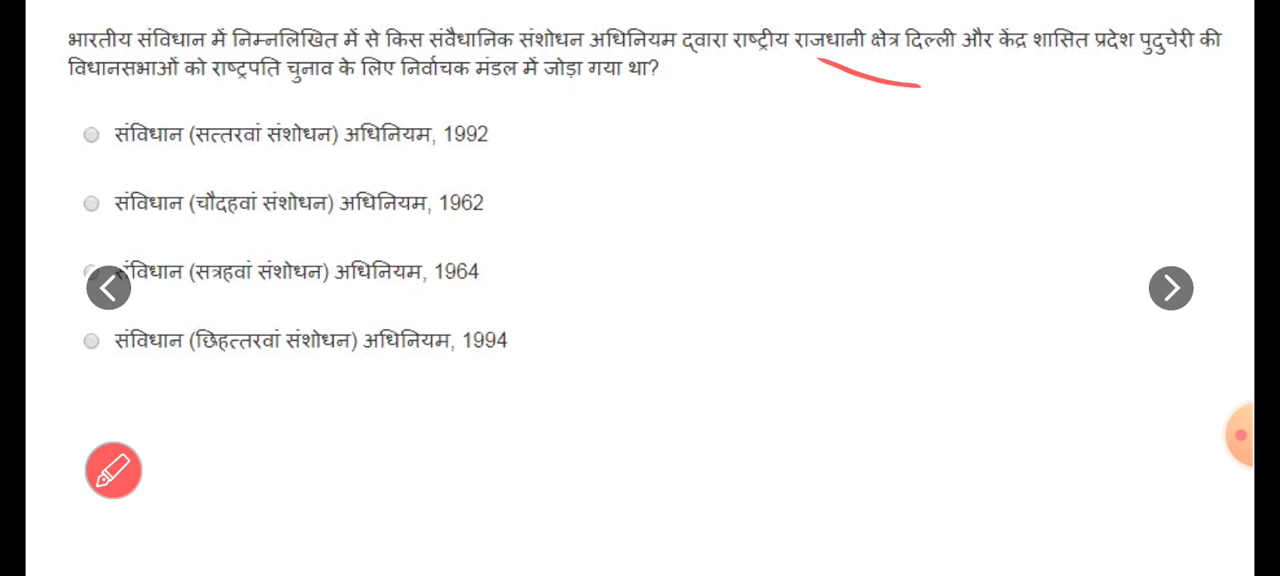 भारतीय संविधान में निम्नलिखित में से किस संवैधानिक संशोधन अधिनियम द्वारा राष्ट्रीय राजधानी क्षेत्र दिल्ली और केंद्र शासित प्रदेश पुदुचेरी की
विधानसभाओं को राष्ट्रपति चुनाव के लिए निर्वाचक मंडल में जोड़ा गया था?
संविधान (सत्तरवां संशोधन) अधिनियम, 1992
संविधान (चौदहवां संशोधन) अधिनियम, 1962
संविधान (सत्रहवां संशोधन) अधिनियम, 1964
संविधान (छिहत्तरवां संशोधन) अधिनियम, 1994